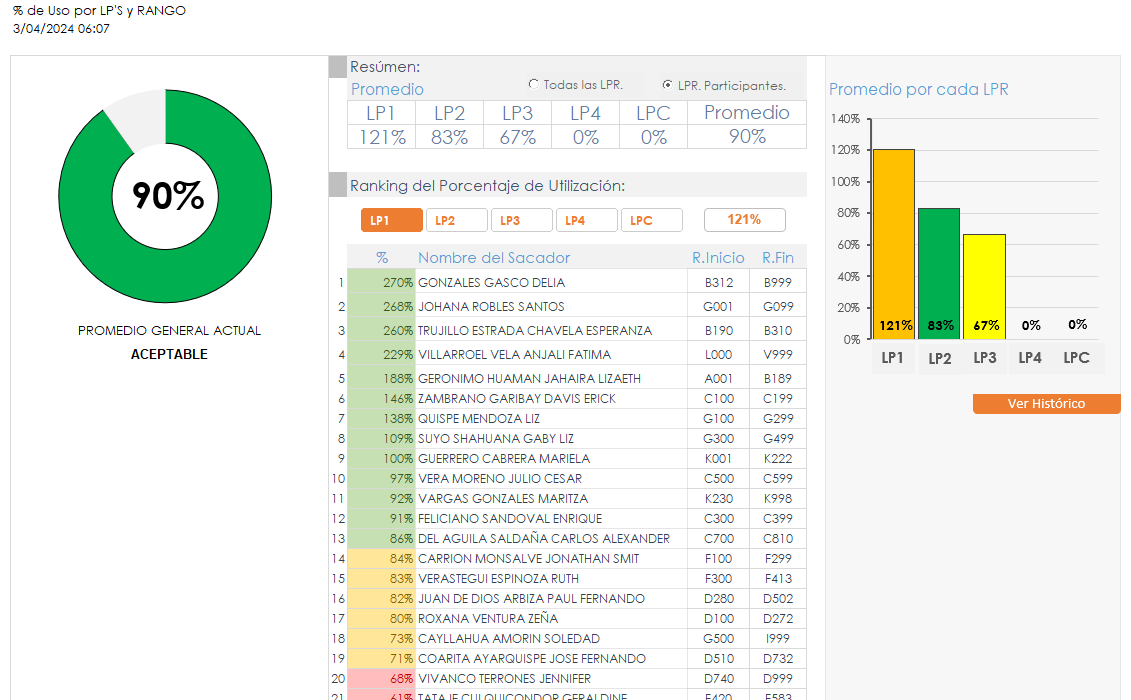 % de Uso por LP'S y RANGO
3/04/2024 06:07
90%
PROMEDIO GENERAL ACTUAL
ACEPTABLE
Resúmen:
Promedio
Todas las LPR.
LPR. Participantes.
LP1 LP2 LP3 LP4 LPC Promedio
121% 83% 67% 0% 0% 90%
Ranking del Porcentaje de Utilización:
LP1 LP2 LP3 LP4 LPC 121%
% Nombre del Sacador R.Inicio R.Fin
1 270% GONZALES GASCO DELIA B312 B999
2 268% JOHANA ROBLES SANTOS G001 G099
3 260% TRUJILLO ESTRADA CHAVELA ESPERANZA B190 B310
4 229% VILLARROEL VELA ANJALI FATIMA L000 V999
5 188% GERONIMO HUAMAN JAHAIRA LIZAETH A001 B189
6 146% ZAMBRANO GARIBAY DAVIS ERICK C100 C199
7 138% QUISPE MENDOZA LIZ G100 G299
8 109% SUYO SHAHUANA GABY LIZ G300 G499
9 100% GUERRERO CABRERA MARIELA K001 K222
10 97% VERA MORENO JULIO CESAR C500 C599
11 92% VARGAS GONZALES MARITZA K230 K998
12 91% FELICIANO SANDOVAL ENRIQUE C300 C399
13 86% DEL AGUILA SALDAÑA CARLOS ALEXANDER C700 C810
14 84% CARRION MONSALVE JONATHAN SMIT F100 F299
15 83% VERASTEGUI ESPINOZA RUTH F300 F413
16 82% JUAN DE DIOS ARBIZA PAUL FERNANDO D280 D502
17 80% ROXANA VENTURA ZEÑA D100 D272
18 73% CAYLLAHUA AMORIN SOLEDAD G500 I999
19 71% COARITA AYARQUISPE JOSE FERNANDO D510 D732
20 68% VIVANCO TERRONES JENNIFER D740 D999
21 61% TATAJE CULQUICONDOR GERALDINE F420 F583
Promedio por cada LPR
140%
120%
100%
80%
60%
40%
20%
0%
121% 83% 67% 0% 0%
LP1 LP2 LP3 LP4 LPC
Ver Histórico